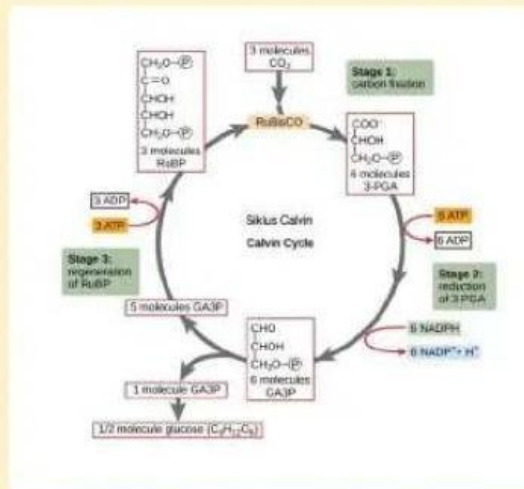 CH₂O-Ⓟ
C=O
CHOH
CHOH
CH₂O-Ⓟ
3 molecules
RuBP
3 molecules
CO₂
Stage 1:
carbon fixation
RuBisCO
COO⁻
CHOH
CH₂O-Ⓟ
6 molecules
3-PGA
3 ADP
3 ATP
Siklus Calvin
Calvin Cycle
6 ATP
6 ADP
Stage 3:
regeneration
of RuBP
Stage 2:
reduction
of 3-PGA
5 molecules GA3P
CHO
CHOH
CH₂O-Ⓟ
6 molecules
GA3P
6 NADPH
6 NADP⁺+ H⁺
1 molecule GA3P
1/2 molecule glucose (C₆H₁₂O₆)